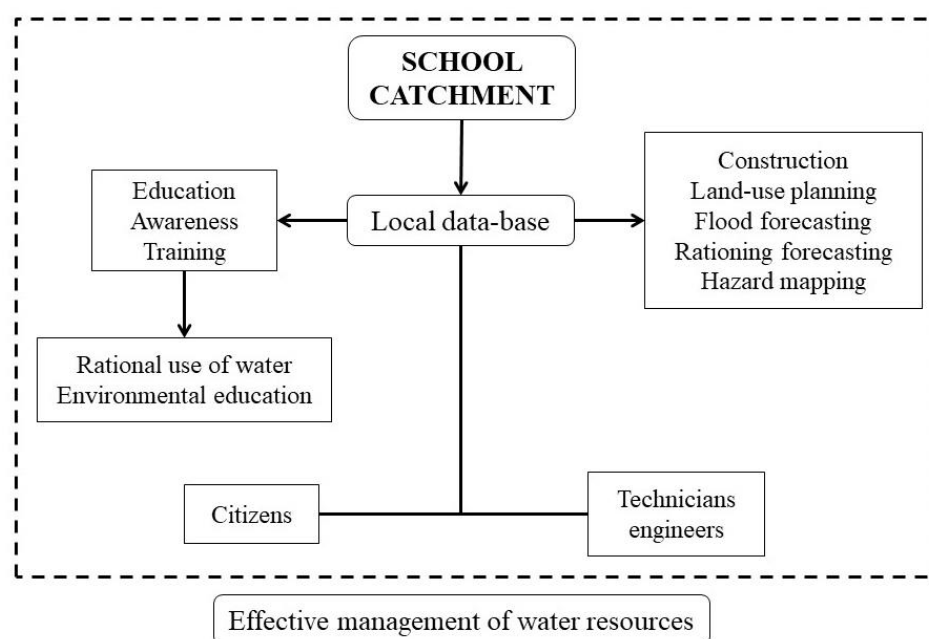 SCHOOL
CATCHMENT
Local data-base
Education
Awareness
Training
Construction
Land-use planning
Flood forecasting
Rationing forecasting
Hazard mapping
Rational use of water
Environmental education
Citizens
Technicians
engineers
Effective management of water resources